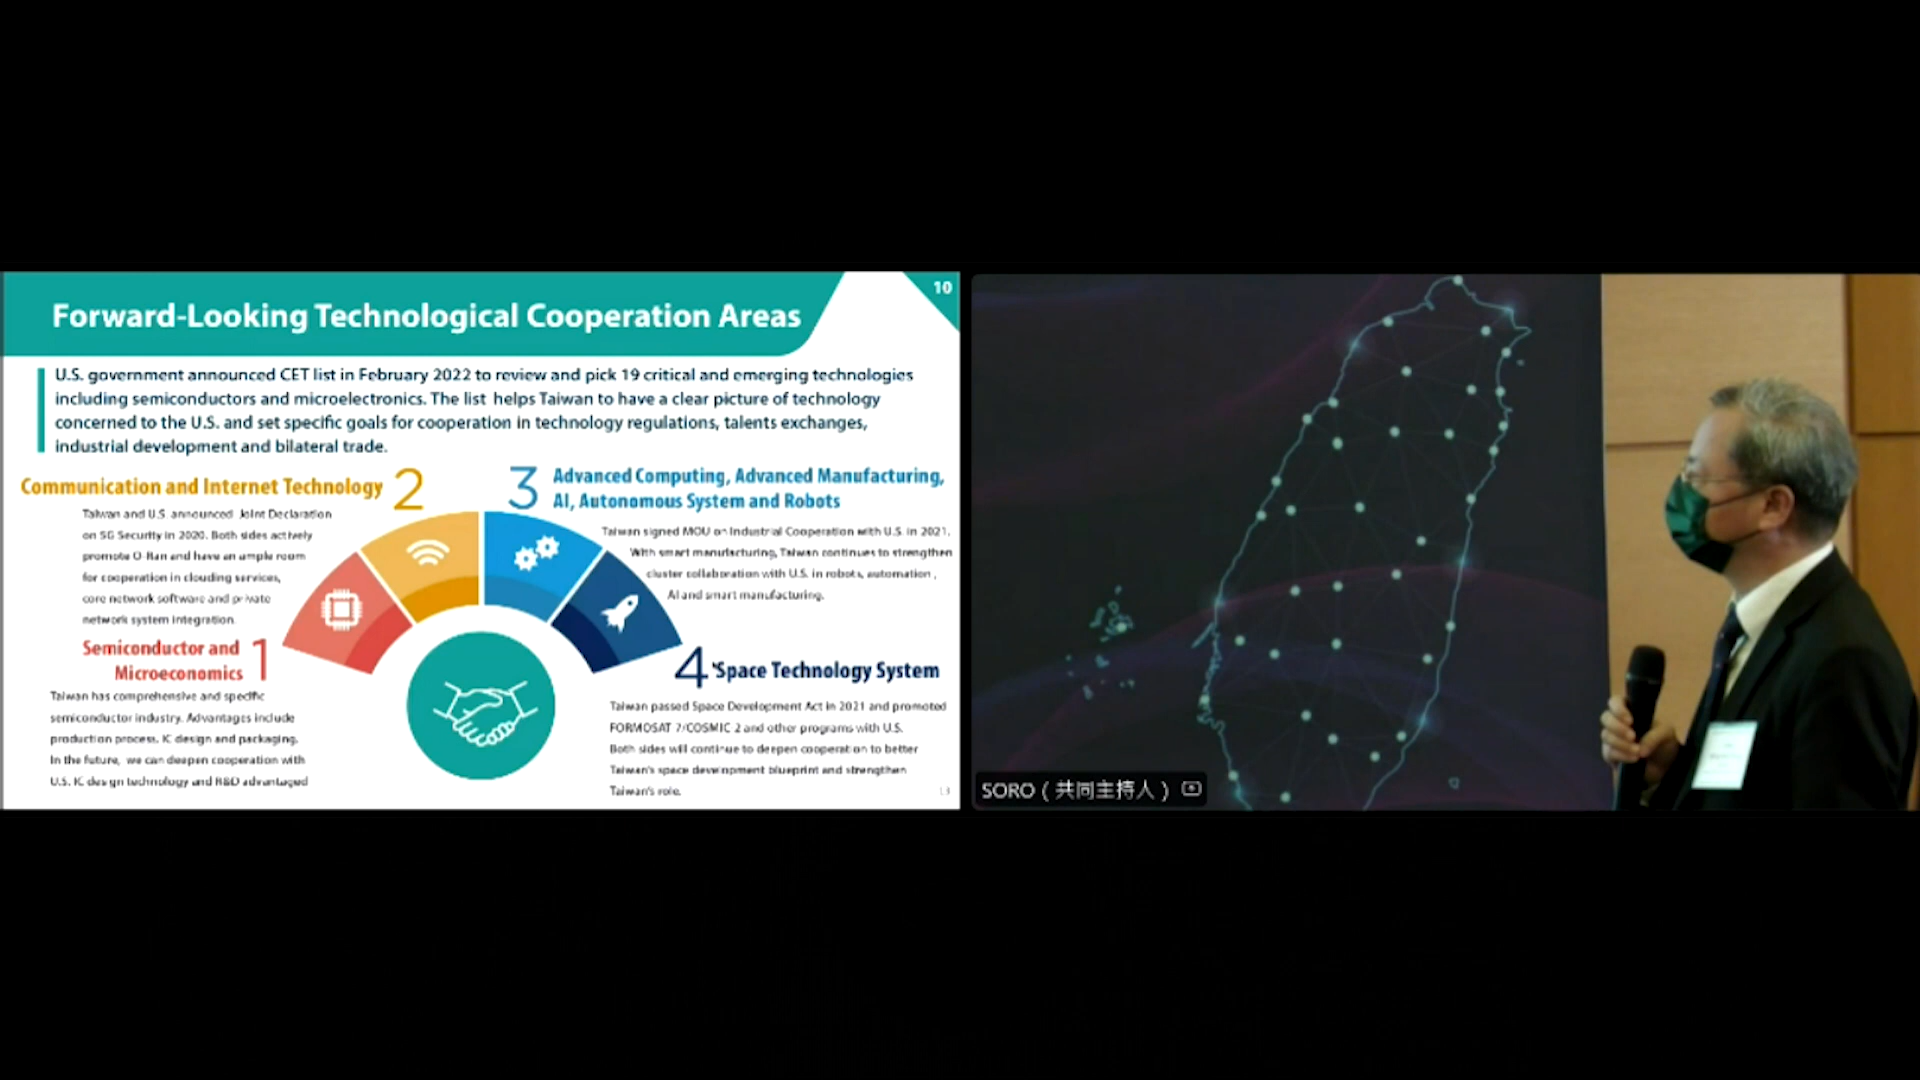 Forward-Looking Technological Cooperation Areas
10
U.S. government announced CET list in February 2022 to review and pick 19 critical and emerging technologies
including semiconductors and microelectronics. The list helps Taiwan to have a clear picture of technology
concerned to the U.S. and set specific goals for cooperation in technology regulations, talents exchanges,
industrial development and bilateral trade.
Communication and Internet Technology 2
Taiwan and U.S. announced Joint Declaration
on 5G Security in 2020. Both sides actively
promote O-Ran and have an ample room
for cooperation in clouding services,
core network software and private
network system integration.
3 Advanced Computing, Advanced Manufacturing,
AI, Autonomous System and Robots
Taiwan signed MOU on Industrial Cooperation with U.S. in 2021.
With smart manufacturing, Taiwan continues to strengthen
cluster collaboration with U.S. in robots, automation ,
AI and smart manufacturing.
Semiconductor and
Microeconomics 1
Taiwan has comprehensive and specific
semiconductor industry. Advantages include
production process, IC design and packaging.
In the future, we can deepen cooperation with
U.S. IC design technology and R&D advantaged
4 Space Technology System
Taiwan passed Space Development Act in 2021 and promoted
FORMOSAT 7/COSMIC 2 and other programs with U.S.
Both sides will continue to deepen cooperation to better
Taiwan's space development blueprint and strengthen
Taiwan's role.
13
SORO ( 共同主持人 )